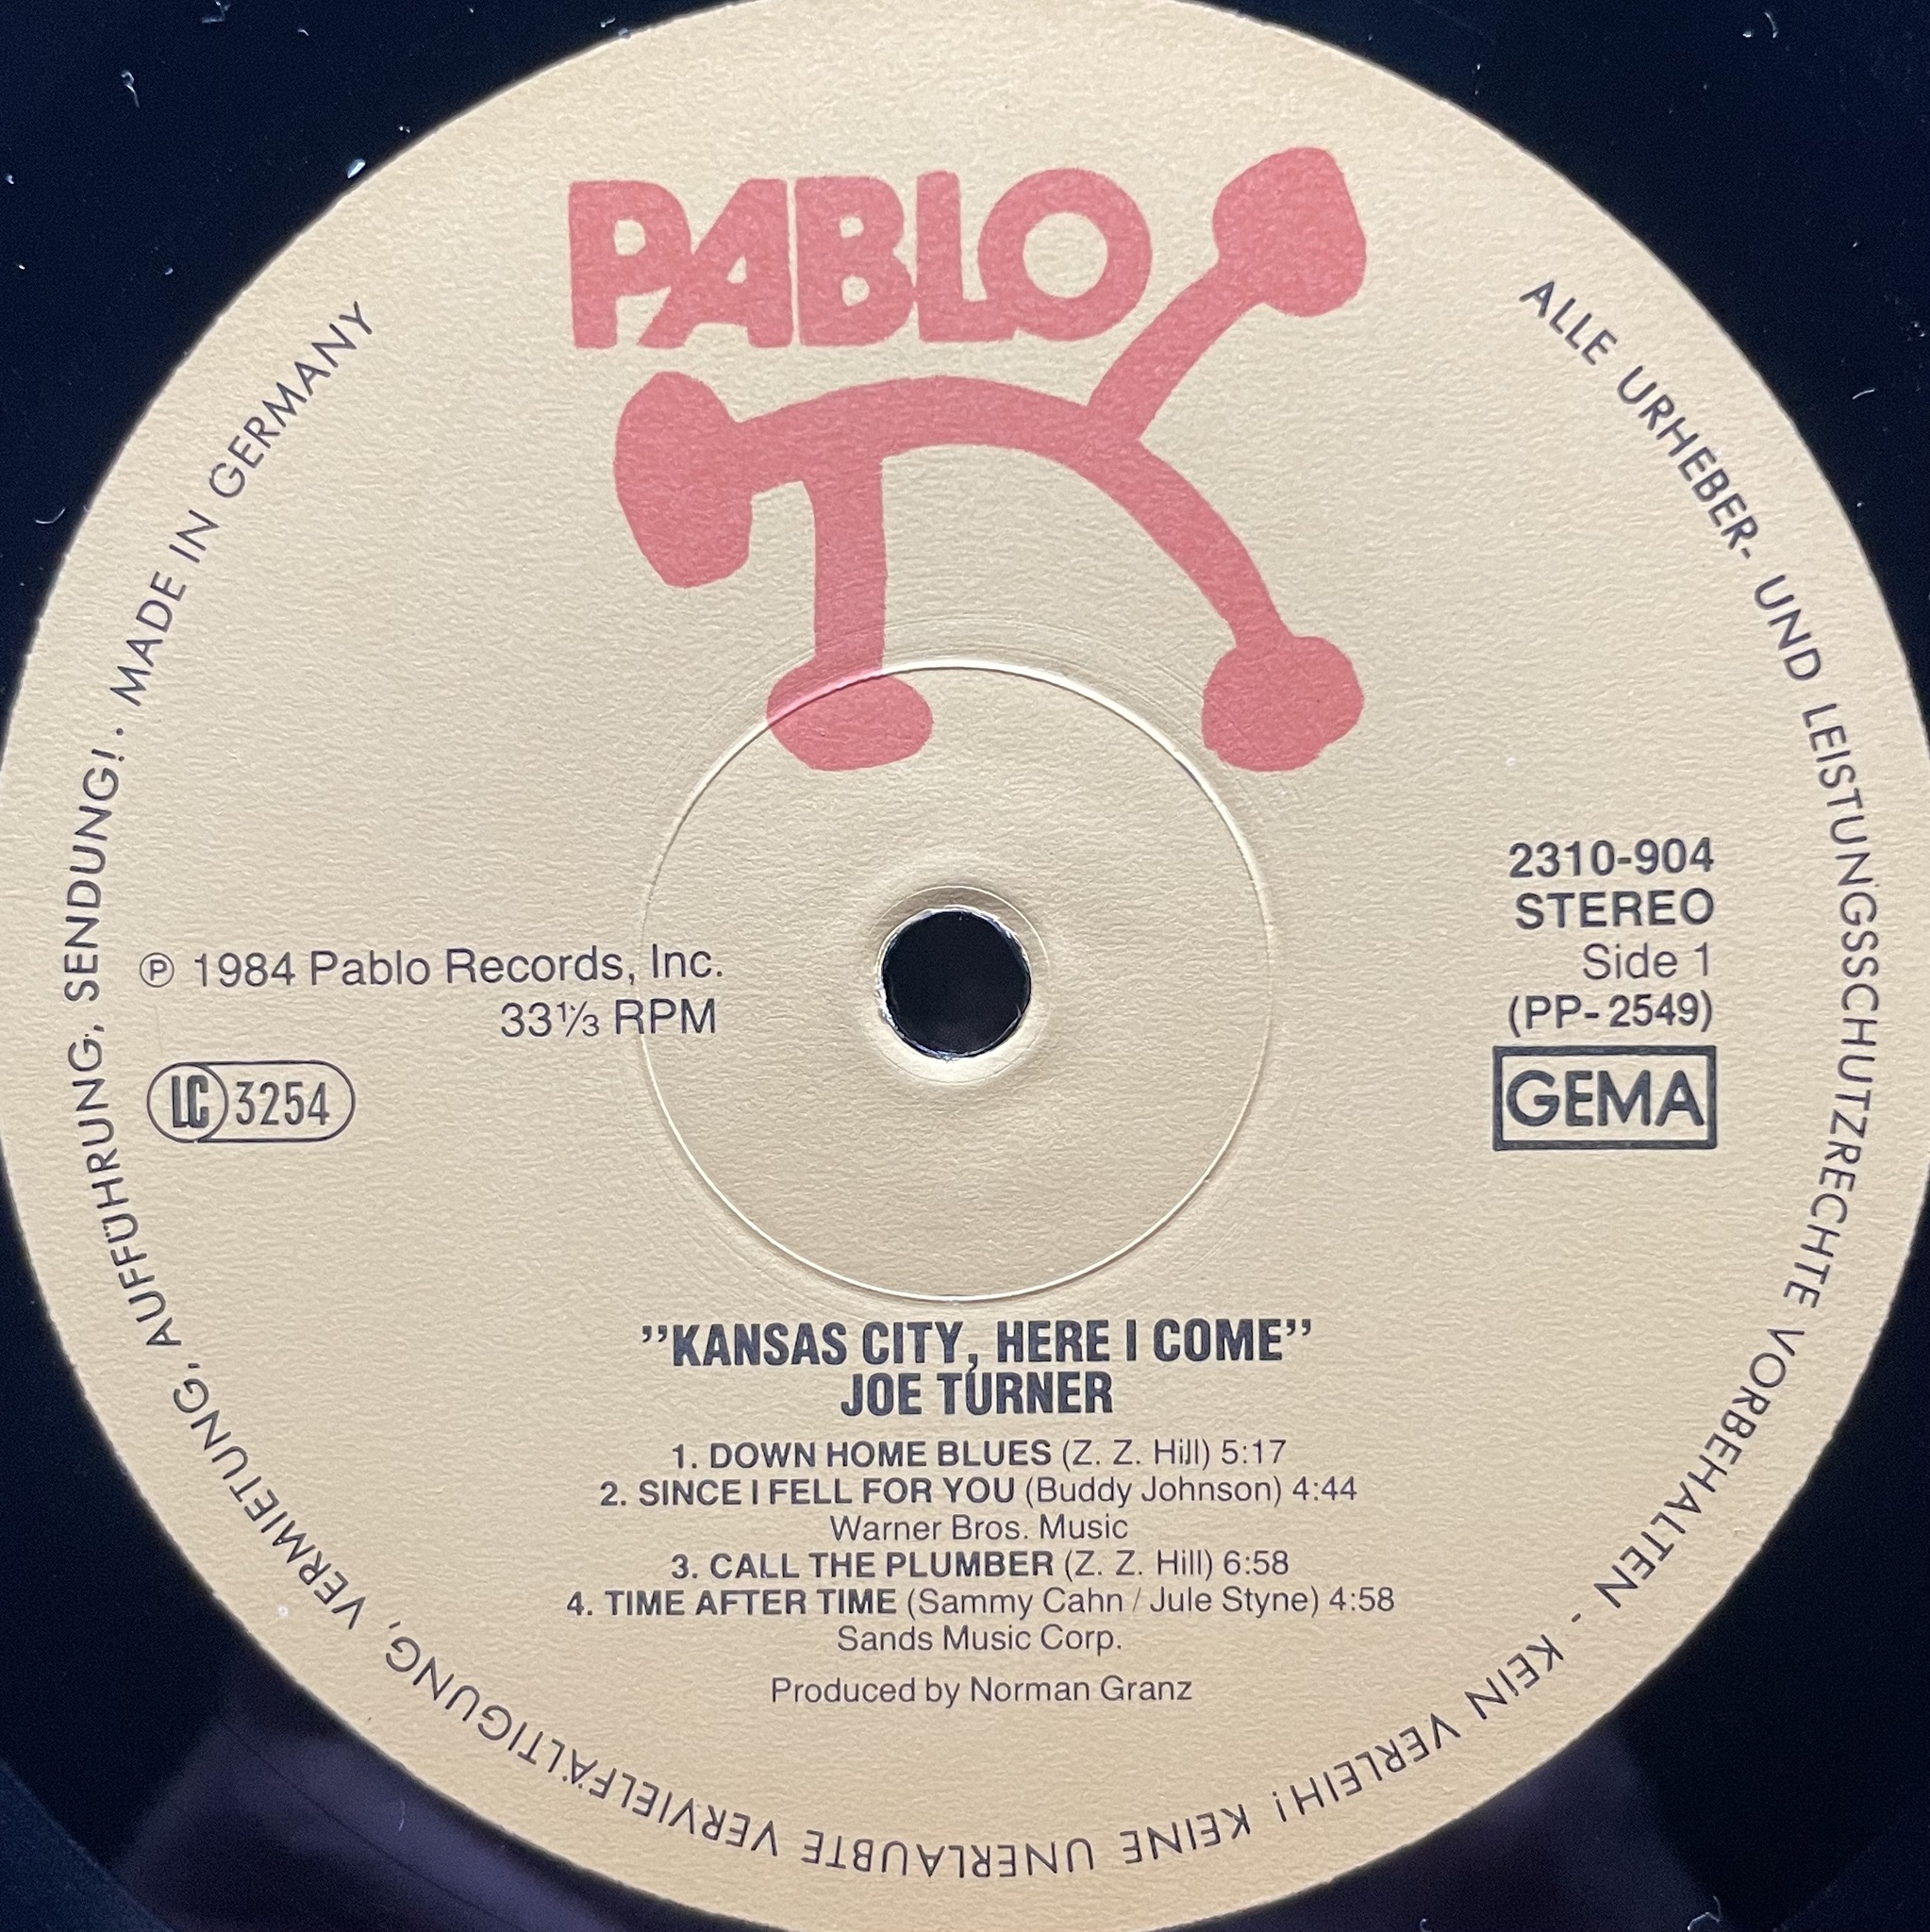 PABLO
ALLE URHEBER- UND LEISTUNGSSCHUTZRECHTE VORBEHALTEN - KEIN VERLEIH! KEINE UNERLAUBTE VERVIELFÄLTIGUNG, VERMIETUNG, AUFFÜHRUNG, SENDUNG! · MADE IN GERMANY
℗ 1984 Pablo Records, Inc.
33⅓ RPM
LC 3254
2310-904
STEREO
Side 1
(PP-2549)
GEMA
”KANSAS CITY, HERE I COME”
JOE TURNER
1. DOWN HOME BLUES (Z. Z. Hill) 5:17
2. SINCE I FELL FOR YOU (Buddy Johnson) 4:44
Warner Bros. Music
3. CALL THE PLUMBER (Z. Z. Hill) 6:58
4. TIME AFTER TIME (Sammy Cahn / Jule Styne) 4:58
Sands Music Corp.
Produced by Norman Granz